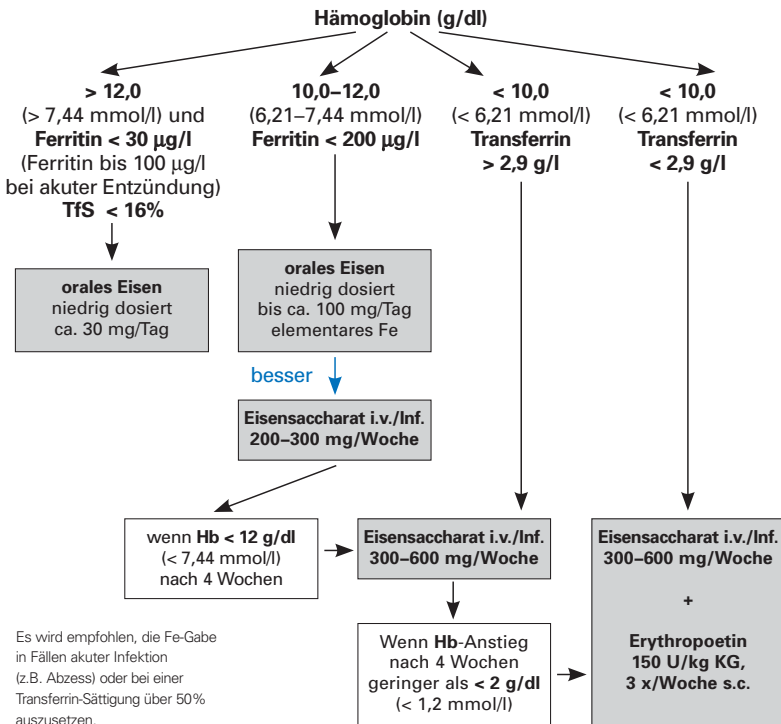 Hämoglobin (g/dl)
> 12,0
(> 7,44 mmol/l) und
Ferritin < 30 µg/l
(Ferritin bis 100 µg/l
bei akuter Entzündung)
TfS < 16%
10,0–12,0
(6,21–7,44 mmol/l)
Ferritin < 200 µg/l
< 10,0
(< 6,21 mmol/l)
Transferrin
> 2,9 g/l
< 10,0
(< 6,21 mmol/l)
Transferrin
< 2,9 g/l
orales Eisen
niedrig dosiert
ca. 30 mg/Tag
orales Eisen
niedrig dosiert
bis ca. 100 mg/Tag
elementares Fe
besser
Eisensaccharat i.v./Inf.
200–300 mg/Woche
wenn Hb < 12 g/dl
(< 7,44 mmol/l)
nach 4 Wochen
Eisensaccharat i.v./Inf.
300–600 mg/Woche
Eisensaccharat i.v./Inf.
300–600 mg/Woche
+
Erythropoetin
150 U/kg KG,
3 x/Woche s.c.
Wenn Hb-Anstieg
nach 4 Wochen
geringer als < 2 g/dl
(< 1,2 mmol/l)
Es wird empfohlen, die Fe-Gabe
in Fällen akuter Infektion
(z.B. Abzess) oder bei einer
Transferrin-Sättigung über 50%
auszusetzen.